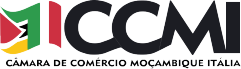 CCMI
CÂMARA DE COMÉRCIO MOÇAMBIQUE ITÁLIA